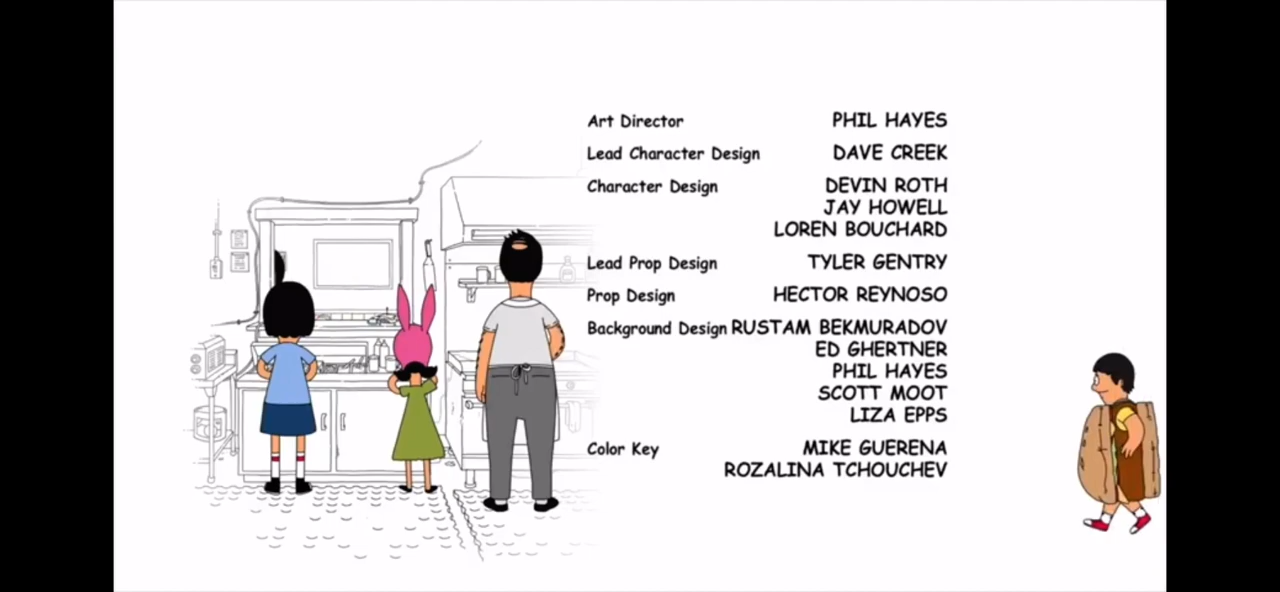 Art Director PHIL HAYES
Lead Character Design DAVE CREEK
Character Design DEVIN ROTH
JAY HOWELL
LOREN BOUCHARD
Lead Prop Design TYLER GENTRY
Prop Design HECTOR REYNOSO
Background Design RUSTAM BEKMURADOV
ED GHERTNER
PHIL HAYES
SCOTT MOOT
LIZA EPPS
Color Key MIKE GUERENA
ROZALINA TCHOUCHEV